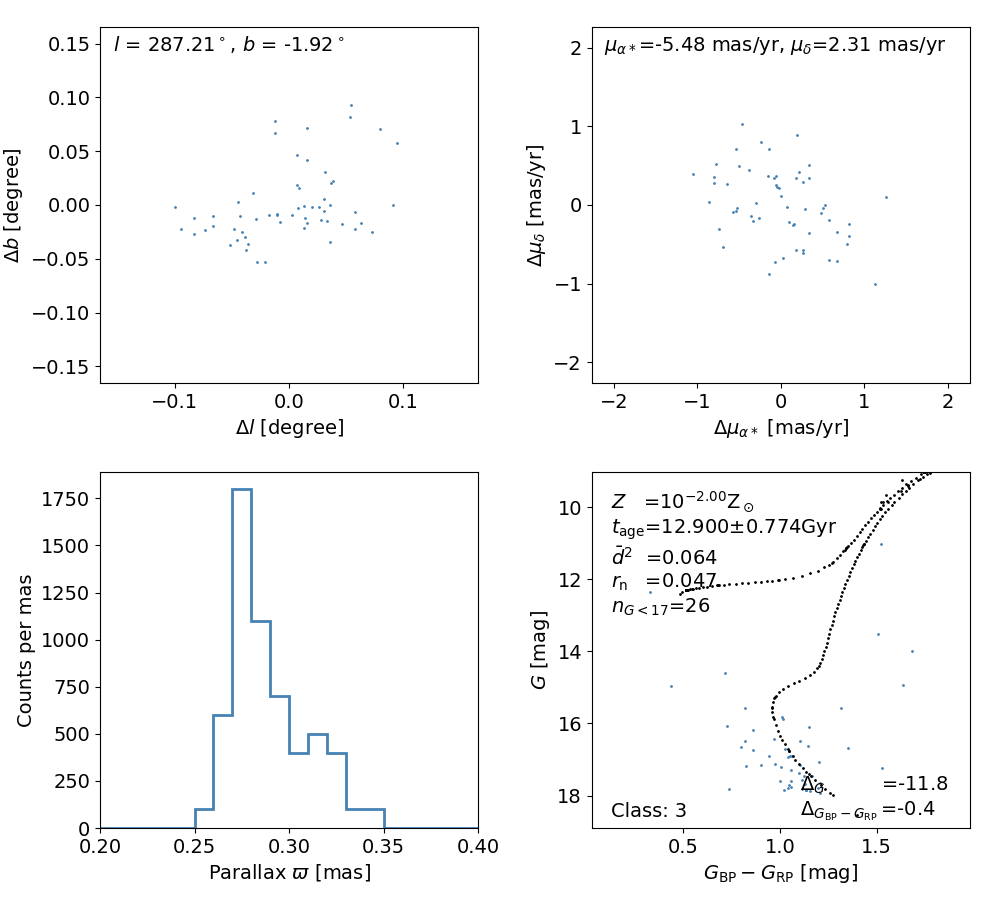 l = 287.21°, b = -1.92°
0.15
0.10
0.05
0.00
−0.05
−0.10
−0.15
Δb [degree]
−0.1
0.0
0.1
Δl [degree]
μα*=-5.48 mas/yr, μδ=2.31 mas/yr
2
1
0
−1
−2
Δμδ [mas/yr]
−2
−1
0
1
2
Δμα* [mas/yr]
1750
1500
1250
1000
750
500
250
0
Counts per mas
0.20
0.25
0.30
0.35
0.40
Parallax ϖ [mas]
Z =10^−2.00 Z⊙
t_age=12.900±0.774Gyr
d̄² =0.064
r_n =0.047
n_G<17=26
10
12
14
16
18
G [mag]
Δ_G =-11.8
Δ_GBP−GRP=-0.4
Class: 3
0.5
1.0
1.5
G_BP − G_RP [mag]